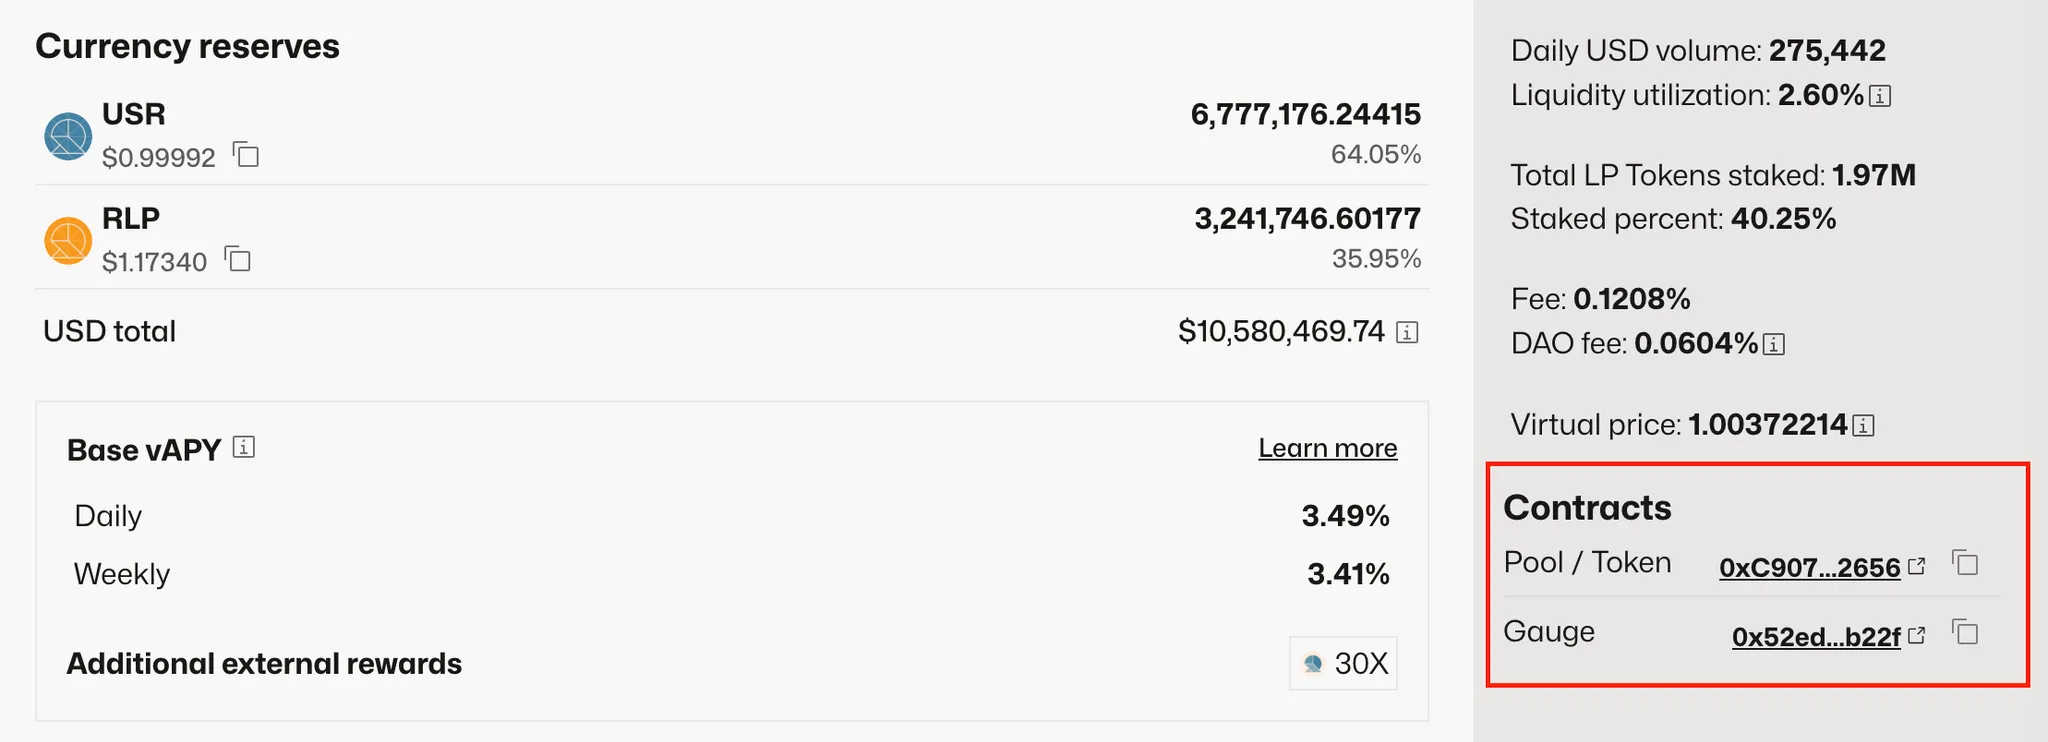 Currency reserves
USR
$0.99992
6,777,176.24415
64.05%
RLP
$1.17340
3,241,746.60177
35.95%
USD total
$10,580,469.74
Base vAPY
Learn more
Daily
3.49%
Weekly
3.41%
Additional external rewards
30X
Daily USD volume: 275,442
Liquidity utilization: 2.60%
Total LP Tokens staked: 1.97M
Staked percent: 40.25%
Fee: 0.1208%
DAO fee: 0.0604%
Virtual price: 1.00372214
Contracts
Pool / Token 0xC907...2656
Gauge 0x52ed...b22f